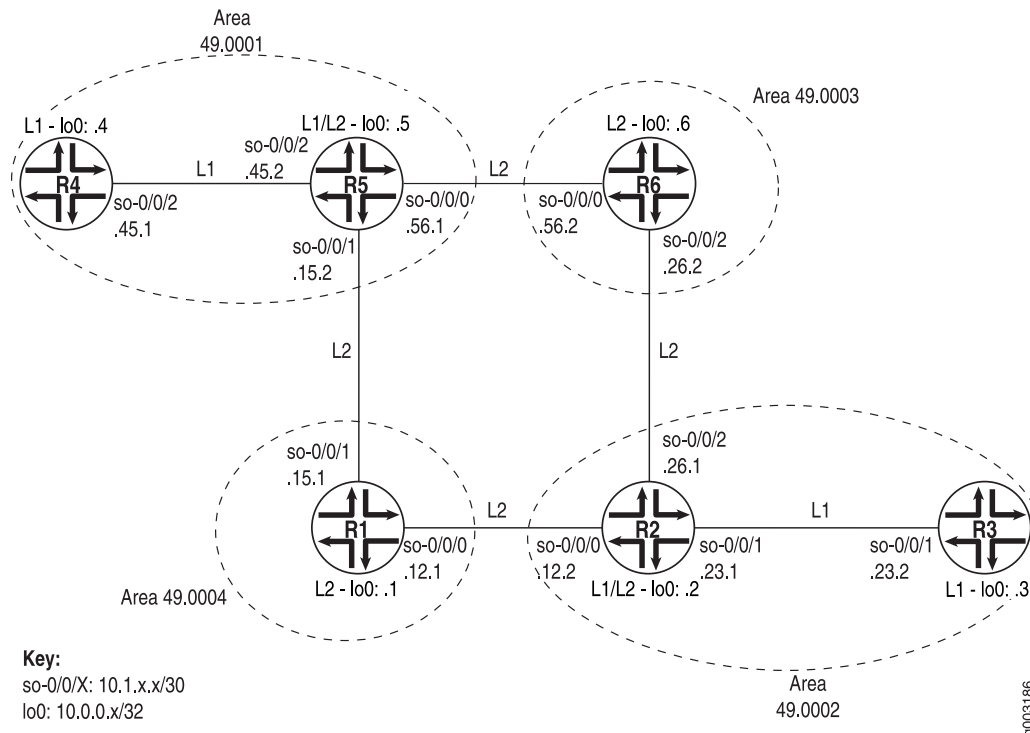 Area
49.0001
Area 49.0003
L1 - lo0: .4
L1/L2 - lo0: .5
L2 - lo0: .6
so-0/0/2
.45.2
L1
L2
R4
R5
R6
so-0/0/2
.45.1
so-0/0/0
.56.1
so-0/0/0
.56.2
so-0/0/1
.15.2
so-0/0/2
.26.2
L2
L2
so-0/0/1
.15.1
so-0/0/2
.26.1
L2
L1
R1
R2
R3
so-0/0/0
.12.1
so-0/0/0
.12.2
so-0/0/1
.23.1
so-0/0/1
.23.2
L2 - lo0: .1
L1/L2 - lo0: .2
L1 - lo0: .3
Area 49.0004
Key:
so-0/0/X: 10.1.x.x/30
lo0: 10.0.0.x/32
Area
49.0002
g003186